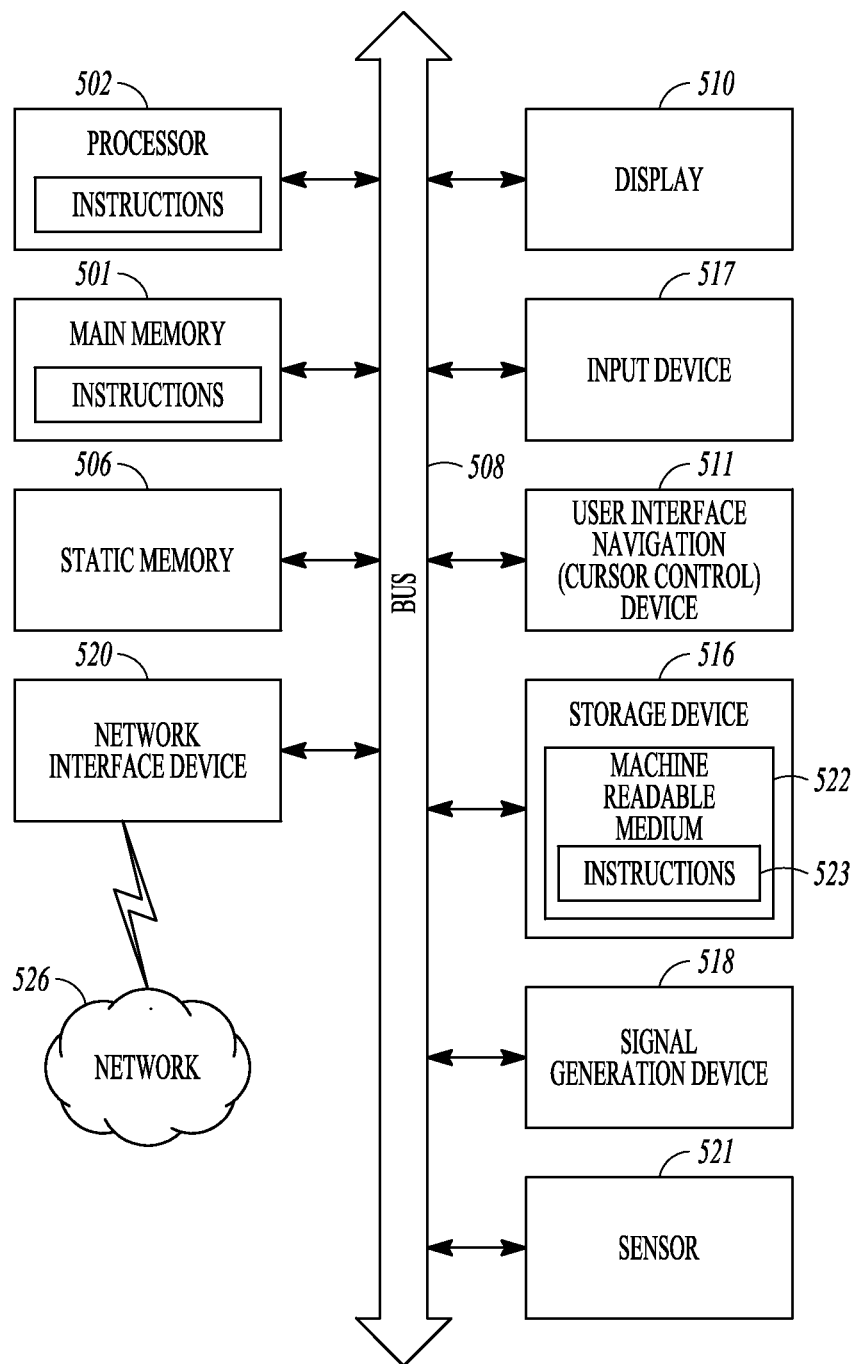 502
PROCESSOR
INSTRUCTIONS
501
MAIN MEMORY
INSTRUCTIONS
506
STATIC MEMORY
520
NETWORK
INTERFACE DEVICE
526
NETWORK
BUS
508
510
DISPLAY
517
INPUT DEVICE
511
USER INTERFACE
NAVIGATION
(CURSOR CONTROL)
DEVICE
516
STORAGE DEVICE
MACHINE
READABLE
MEDIUM
522
INSTRUCTIONS
523
518
SIGNAL
GENERATION DEVICE
521
SENSOR